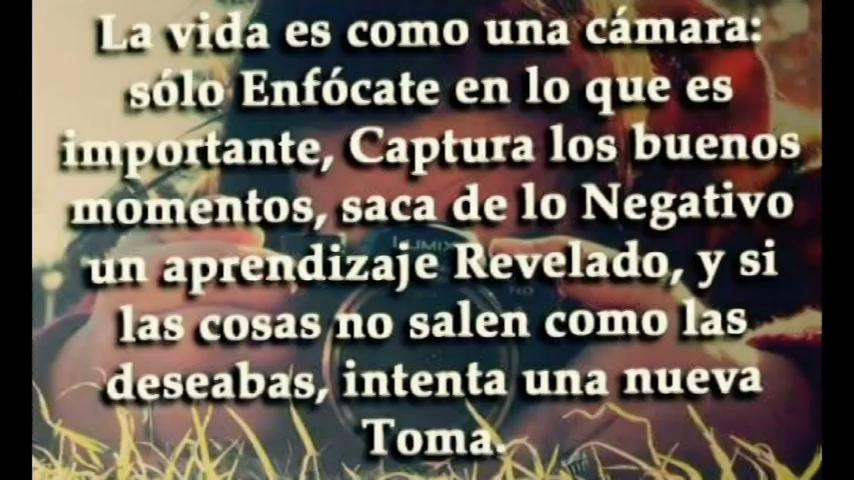 La vida es como una cámara:
sólo Enfócate en lo que es
importante, Captura los buenos
momentos, saca de lo Negativo
un aprendizaje Revelado, y si
las cosas no salen como las
deseabas, intenta una nueva
Toma.
LUMIX